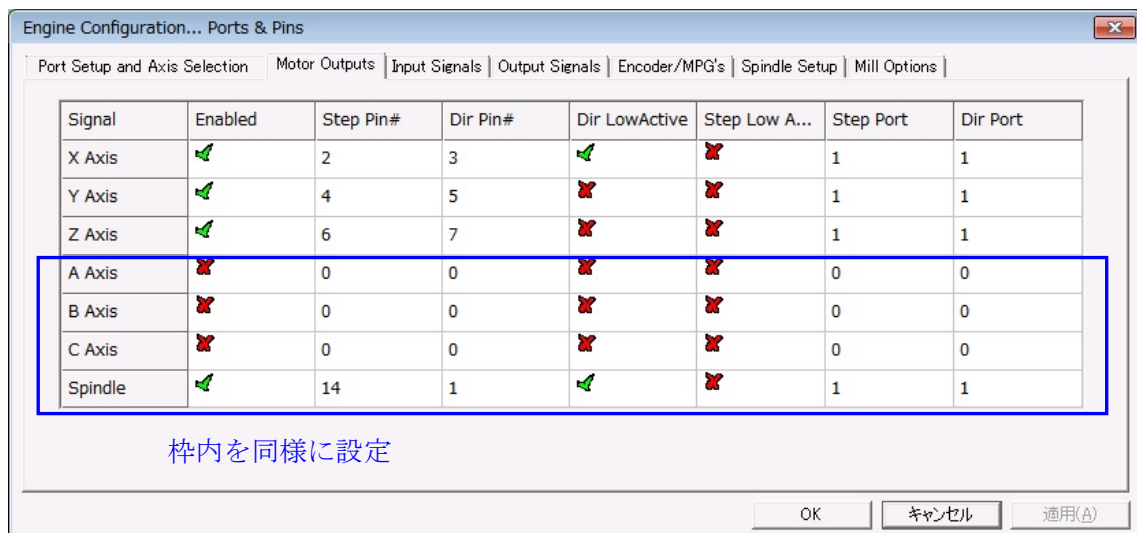 Engine Configuration... Ports & Pins
Port Setup and Axis Selection Motor Outputs Input Signals Output Signals Encoder/MPG's Spindle Setup Mill Options
Signal Enabled Step Pin# Dir Pin# Dir LowActive Step Low A... Step Port Dir Port
X Axis 2 3 1 1
Y Axis 4 5 1 1
Z Axis 6 7 1 1
A Axis 0 0 0 0
B Axis 0 0 0 0
C Axis 0 0 0 0
Spindle 14 1 1 1
枠内を同様に設定
OK キャンセル 適用(A)